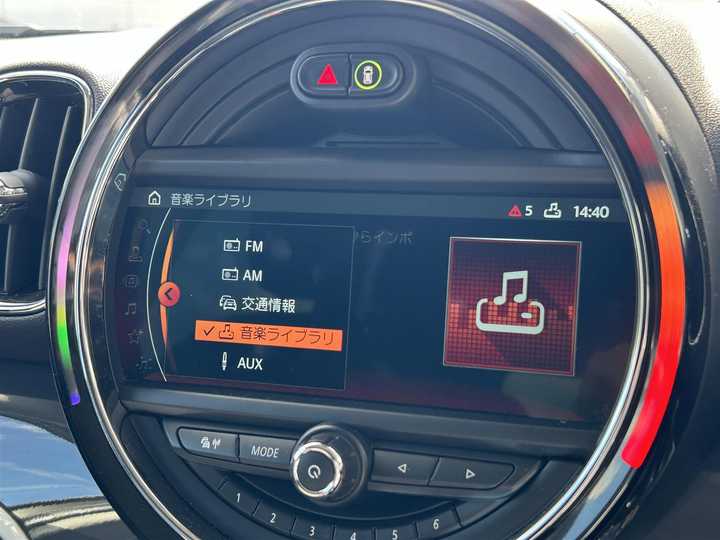 音楽ライブラリ
5 14:40
FM
らインポ
AM
交通情報
音楽ライブラリ
AUX
MODE
1 2 3 4 5 6